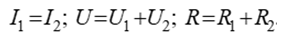 I₁=I₂; U=U₁+U₂; R=R₁+R₂